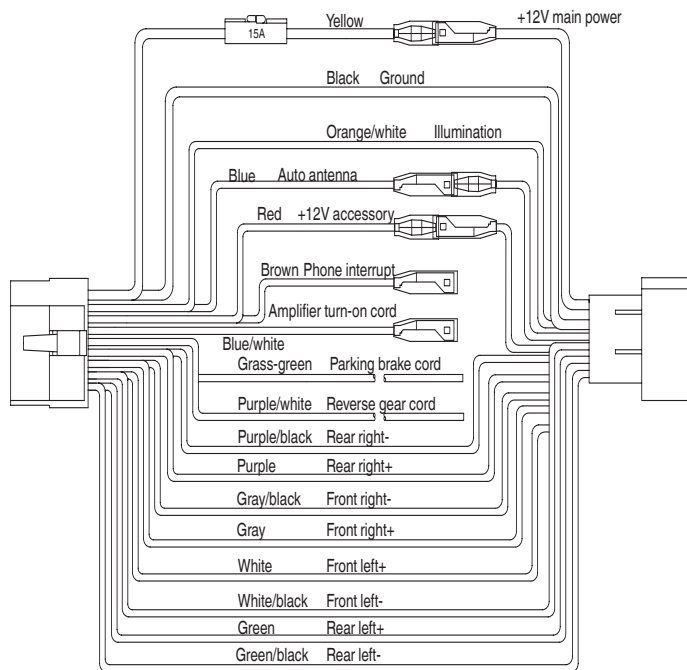 Yellow +12V main power
15A
Black Ground
Orange/white Illumination
Blue Auto antenna
Red +12V accessory
Brown Phone interrupt
Amplifier turn-on cord
Blue/white
Grass-green Parking brake cord
Purple/white Reverse gear cord
Purple/black Rear right-
Purple Rear right+
Gray/black Front right-
Gray Front right+
White Front left+
White/black Front left-
Green Rear left+
Green/black Rear left-